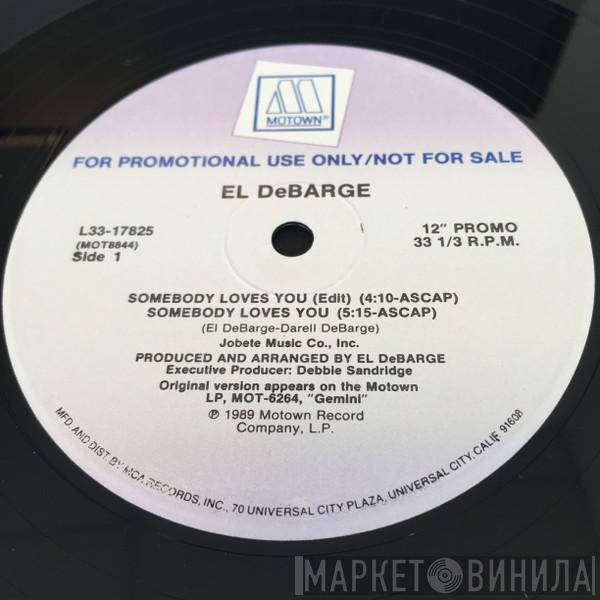 MOTOWN®
FOR PROMOTIONAL USE ONLY/NOT FOR SALE
EL DeBARGE
L33-17825
(MOT8844)
Side 1
12" PROMO
33 1/3 R.P.M.
SOMEBODY LOVES YOU (Edit) (4:10-ASCAP)
SOMEBODY LOVES YOU (5:15-ASCAP)
(El DeBarge-Darell DeBarge)
Jobete Music Co., Inc.
PRODUCED AND ARRANGED BY EL DeBARGE
Executive Producer: Debbie Sandridge
Original version appears on the Motown
LP, MOT-6264, "Gemini"
℗ 1989 Motown Record
Company, L.P.
MFD AND DIST. BY MCA RECORDS, INC., 70 UNIVERSAL CITY PLAZA, UNIVERSAL CITY, CALIF. 91608
МАРКЕТ ВИНИЛА